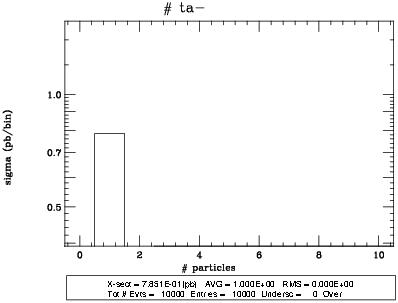 # ta-
sigma (pb/bin)
1.0
0.7
0.5
0 2 4 6 8 10
# particles
X-sect = 7.851E-01(pb) AVG = 1.000E+00 RMS = 0.000E+00
Tot # Evts = 10000 Entries = 10000 Undersc = 0 Over